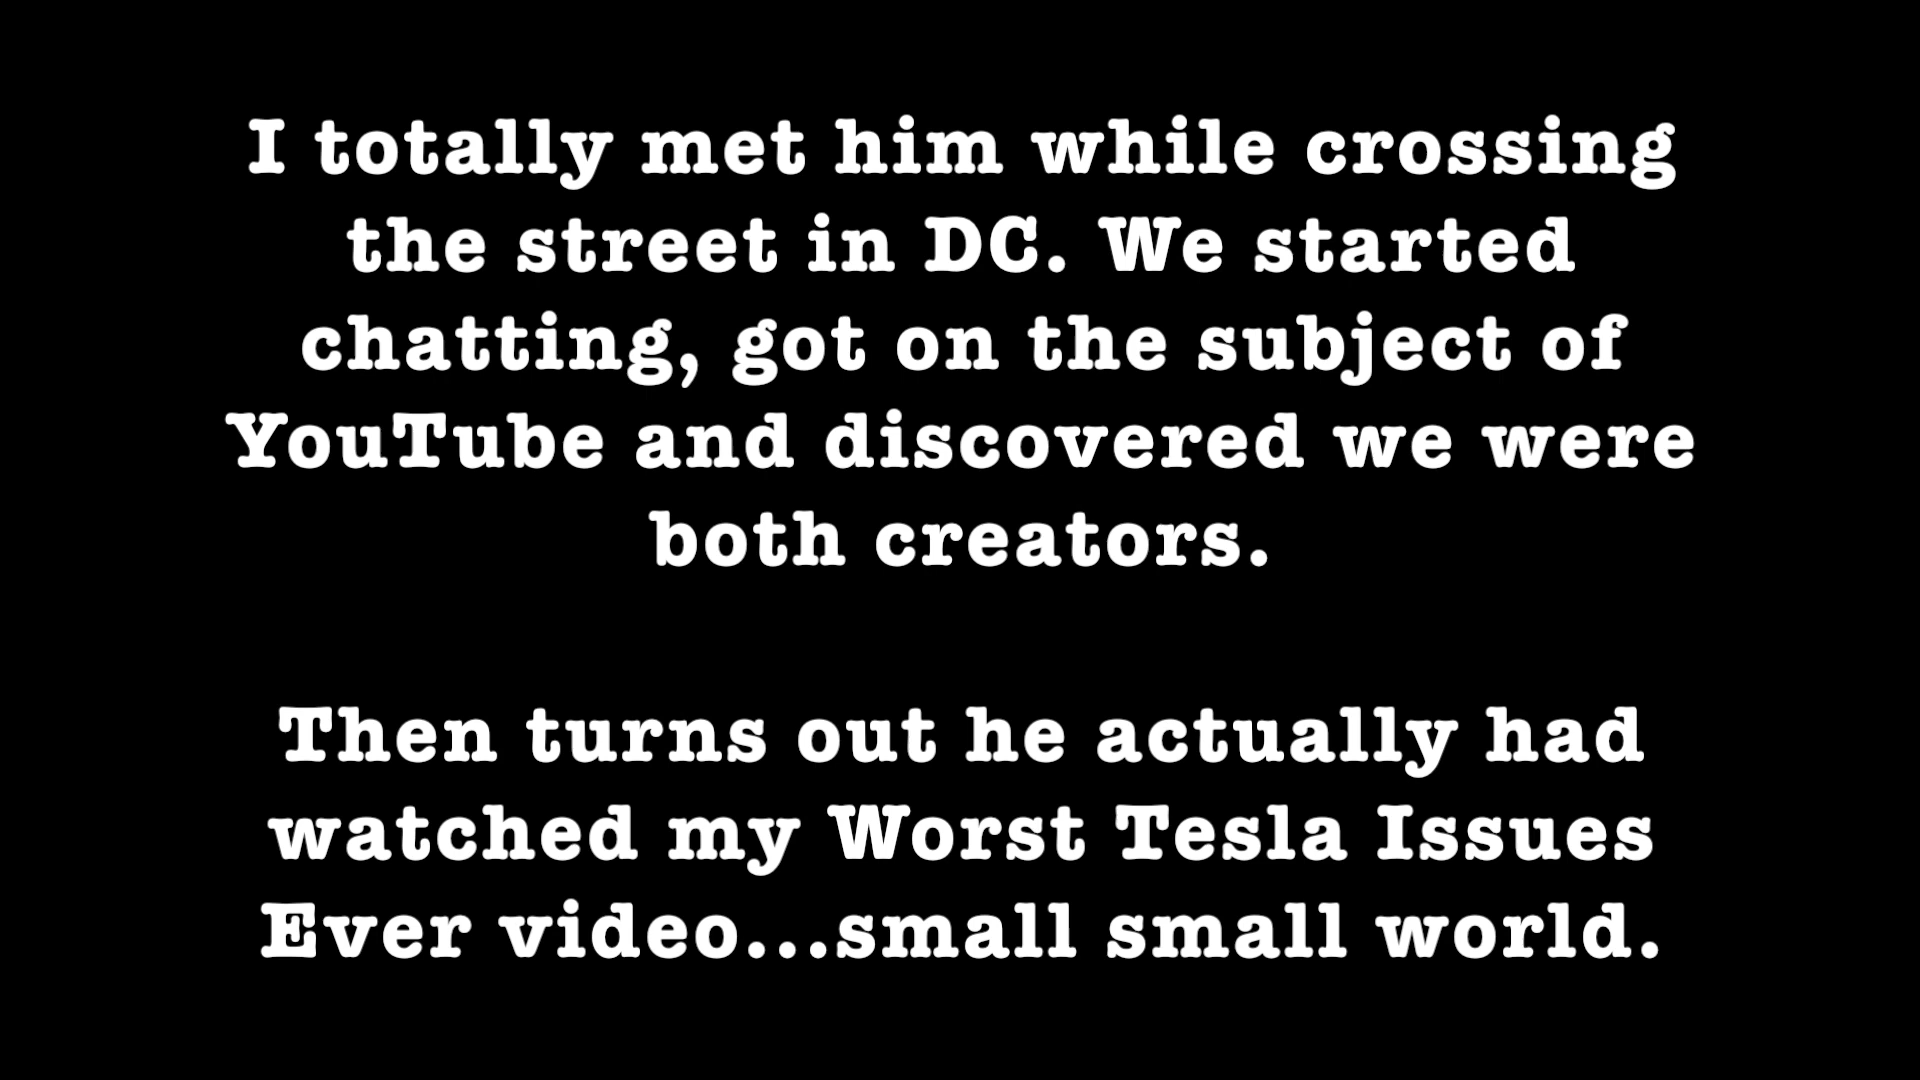 I totally met him while crossing
the street in DC. We started
chatting, got on the subject of
YouTube and discovered we were
both creators.
Then turns out he actually had
watched my Worst Tesla Issues
Ever video...small small world.